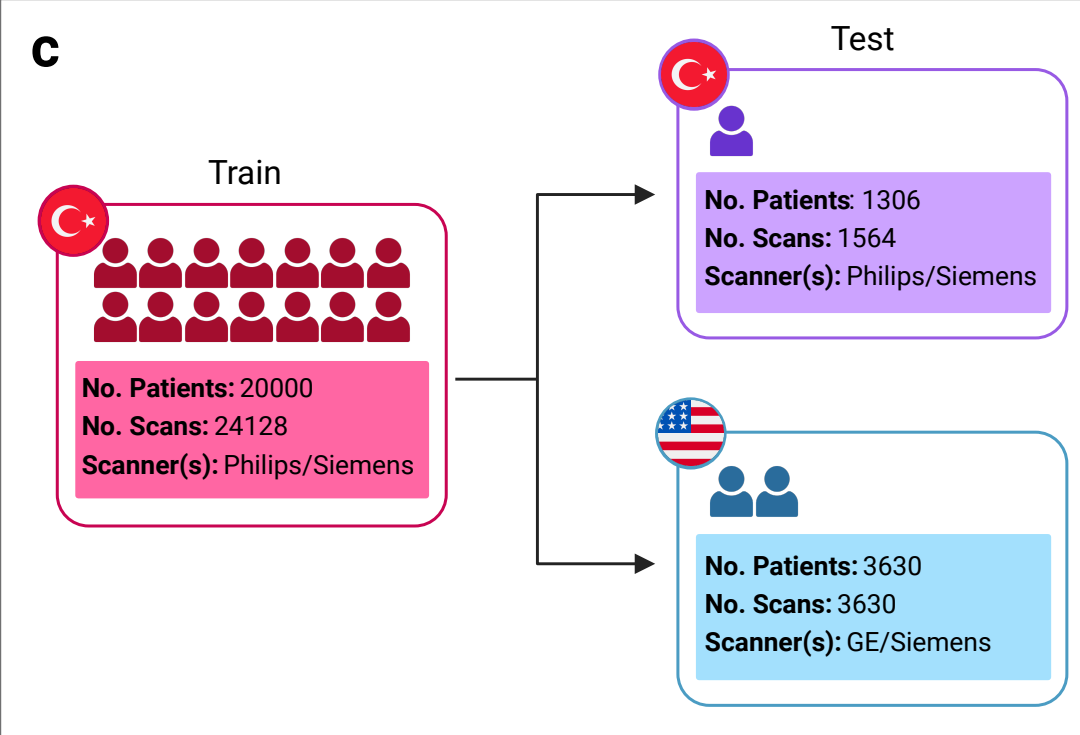 c
Train
No. Patients: 20000
No. Scans: 24128
Scanner(s): Philips/Siemens
Test
No. Patients: 1306
No. Scans: 1564
Scanner(s): Philips/Siemens
No. Patients: 3630
No. Scans: 3630
Scanner(s): GE/Siemens